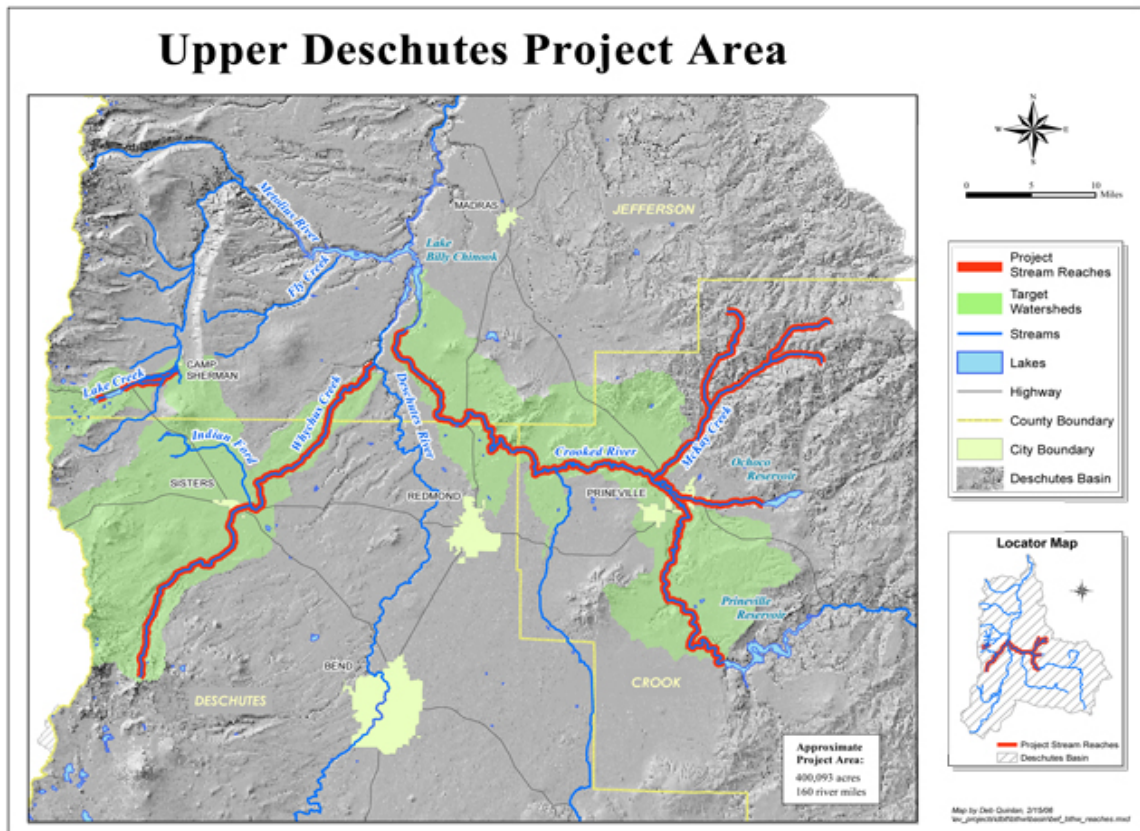 Upper Deschutes Project Area
N
W
E
S
0
5
10
Miles
MADRAS
JEFFERSON
Metolius River
Lake
Billy Chinook
Fly Creek
CAMP
SHERMAN
Lake Creek
Whychus Creek
Deschutes River
Indian Ford
SISTERS
REDMOND
Crooked River
McKay Creek
Ochoco
Reservoir
PRINEVILLE
Prineville
Reservoir
BEND
DESCHUTES
CROOK
Approximate
Project Area:
400,093 acres
160 river miles
Project
Stream Reaches
Target
Watersheds
Streams
Lakes
Highway
County Boundary
City Boundary
Deschutes Basin
Locator Map
Project Stream Reaches
Deschutes Basin
Map by Deb Quinlan, 2/15/06